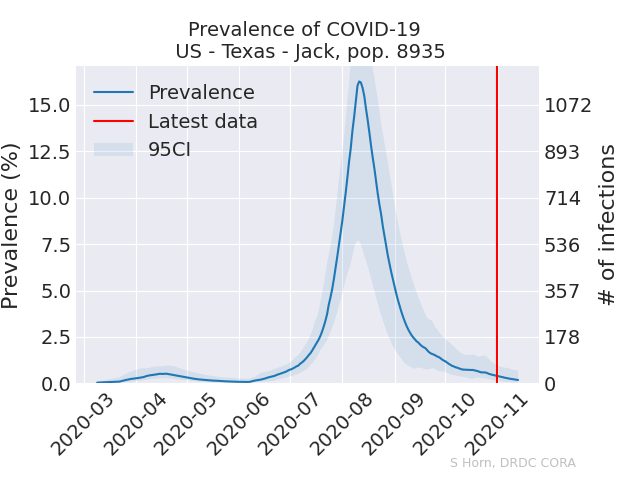 Prevalence of COVID-19
US - Texas - Jack, pop. 8935
Prevalence
Latest data
95CI
Prevalence (%)
15.0
12.5
10.0
7.5
5.0
2.5
0.0
1072
893
714
536
357
178
0
# of infections
2020-03
2020-04
2020-05
2020-06
2020-07
2020-08
2020-09
2020-10
2020-11
S Horn, DRDC CORA